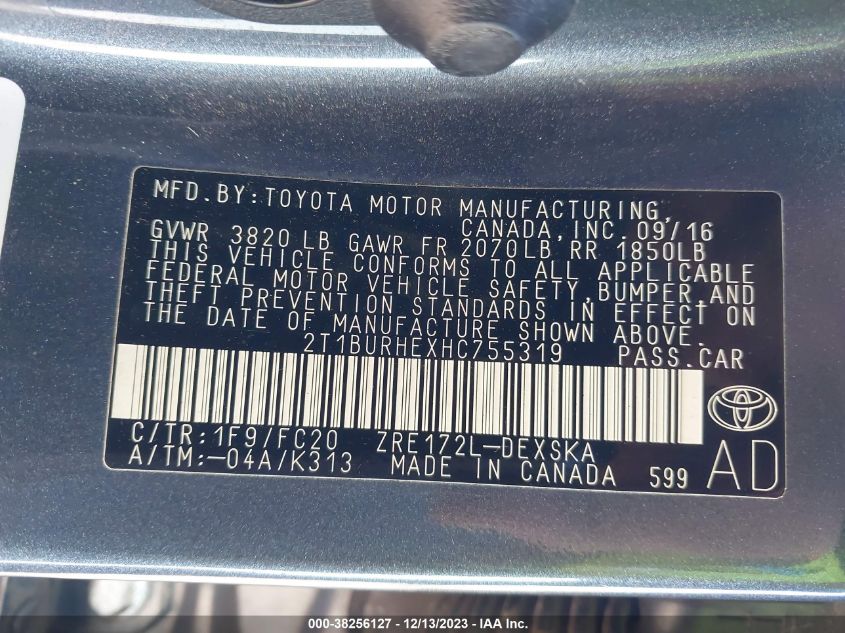 MFD. BY: TOYOTA MOTOR MANUFACTURING,
CANADA, INC. 09/16
GVWR 3820 LB GAWR FR 2070LB RR 1850LB
THIS VEHICLE CONFORMS TO ALL APPLICABLE
FEDERAL MOTOR VEHICLE SAFETY, BUMPER, AND
THEFT PREVENTION STANDARDS IN EFFECT ON
THE DATE OF MANUFACTURE SHOWN ABOVE.
2T1BURHEXHC755319 PASS. CAR
C/TR: 1F9/FC20 ZRE172L-DEXSKA
A/TM: -04A/K313 MADE IN CANADA 599 AD
000-38256127 - 12/13/2023 - IAA Inc.